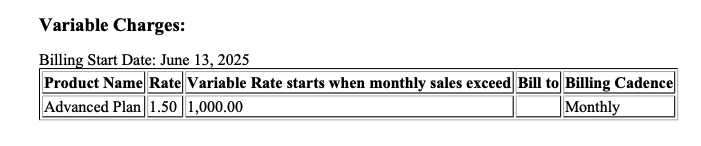 Variable Charges:
Billing Start Date: June 13, 2025
Product Name Rate Variable Rate starts when monthly sales exceed Bill to Billing Cadence
Advanced Plan 1.50 1,000.00 Monthly